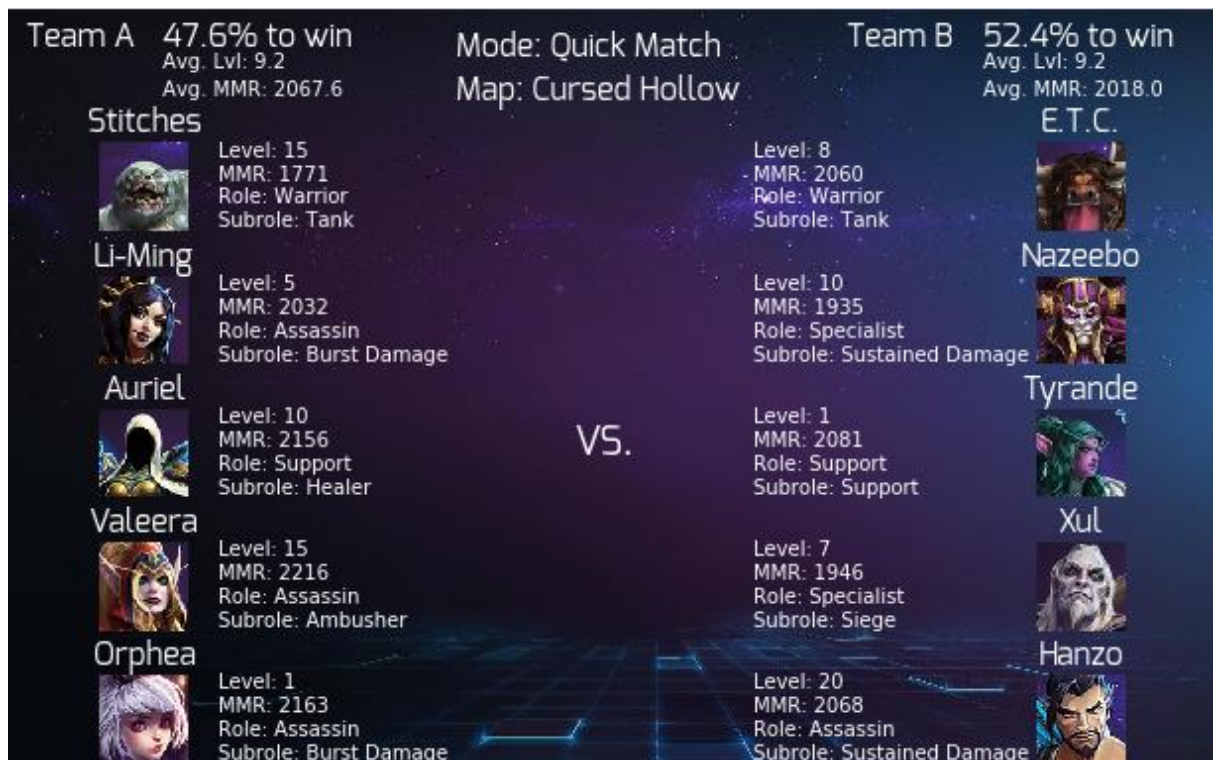 Team A 47.6% to win
Avg. Lvl: 9.2
Avg. MMR: 2067.6
Mode: Quick Match
Map: Cursed Hollow
Team B 52.4% to win
Avg. Lvl: 9.2
Avg. MMR: 2018.0
Stitches
Level: 15
MMR: 1771
Role: Warrior
Subrole: Tank
Li-Ming
Level: 5
MMR: 2032
Role: Assassin
Subrole: Burst Damage
Auriel
Level: 10
MMR: 2156
Role: Support
Subrole: Healer
Valeera
Level: 15
MMR: 2216
Role: Assassin
Subrole: Ambusher
Orphea
Level: 1
MMR: 2163
Role: Assassin
Subrole: Burst Damage
VS.
E.T.C.
Level: 8
MMR: 2060
Role: Warrior
Subrole: Tank
Nazeebo
Level: 10
MMR: 1935
Role: Specialist
Subrole: Sustained Damage
Tyrande
Level: 1
MMR: 2081
Role: Support
Subrole: Support
Xul
Level: 7
MMR: 1946
Role: Specialist
Subrole: Siege
Hanzo
Level: 20
MMR: 2068
Role: Assassin
Subrole: Sustained Damage